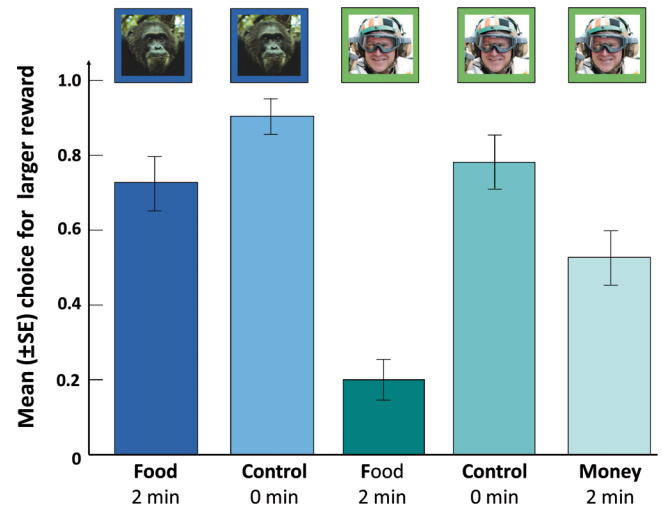 Mean (±SE) choice for larger reward
1.0
0.8
0.6
0.4
0.2
0
Food
2 min
Control
0 min
Food
2 min
Control
0 min
Money
2 min